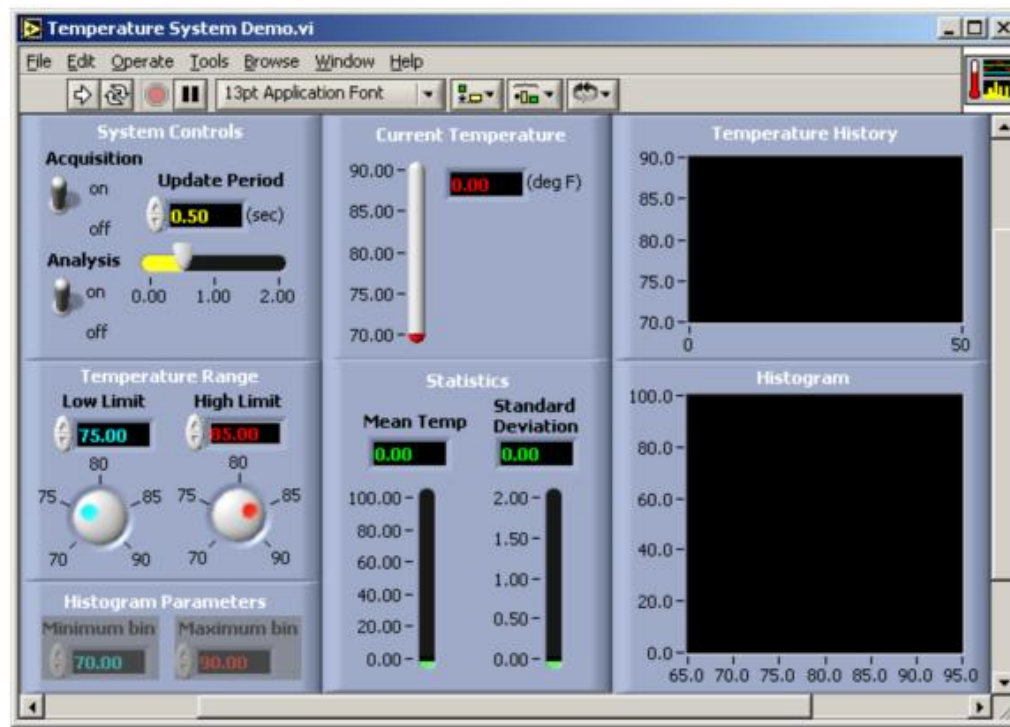 Temperature System Demo.vi
File Edit Operate Tools Browse Window Help
13pt Application Font
System Controls
Acquisition
on
off
Update Period
0.50 (sec)
Analysis
on
off
0.00 1.00 2.00
Current Temperature
90.00
85.00
80.00
75.00
70.00
0.00 (deg F)
Temperature History
90.0
85.0
80.0
75.0
70.0
0 50
Temperature Range
Low Limit High Limit
75.00 85.00
80 80
75 85 75 85
70 90 70 90
Statistics
Mean Temp
0.00
100.00
80.00
60.00
40.00
20.00
0.00
Standard
Deviation
0.00
2.00
1.50
1.00
0.50
0.00
Histogram
100.0
80.0
60.0
40.0
20.0
0.0
65.0 70.0 75.0 80.0 85.0 90.0 95.0
Histogram Parameters
Minimum bin Maximum bin
70.00 90.00